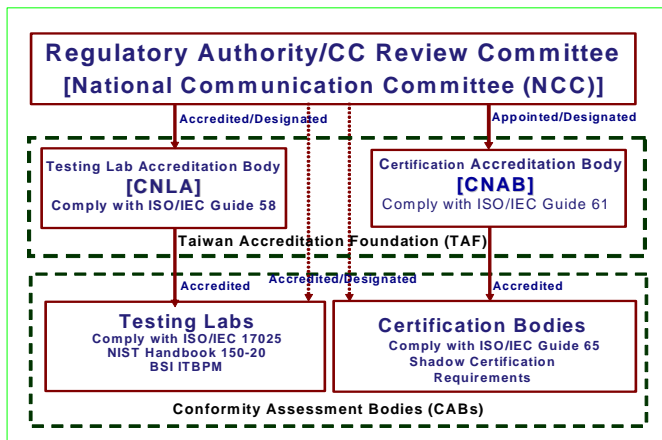 Regulatory Authority/CC Review Committee
[National Communication Committee (NCC)]
Accredited/Designated
Appointed/Designated
Testing Lab Accreditation Body
[CNLA]
Comply with ISO/IEC Guide 58
Certification Accreditation Body
[CNAB]
Comply with ISO/IEC Guide 61
Taiwan Accreditation Foundation (TAF)
Accredited
Accredited/Designated
Accredited
Testing Labs
Comply with ISO/IEC 17025
NIST Handbook 150-20
BSI ITBPM
Certification Bodies
Comply with ISO/IEC Guide 65
Shadow Certification
Requirements
Conformity Assessment Bodies (CABs)